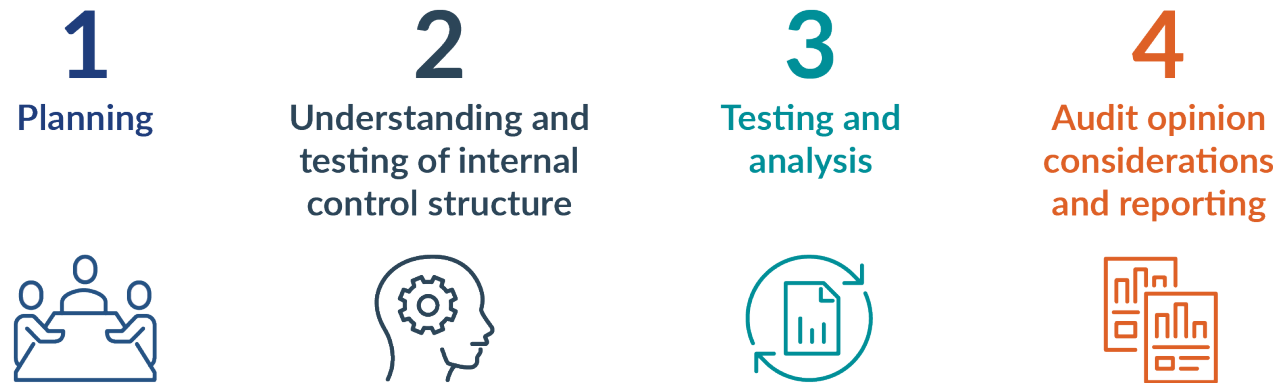 1
Planning
2
Understanding and
testing of internal
control structure
3
Testing and
analysis
4
Audit opinion
considerations
and reporting